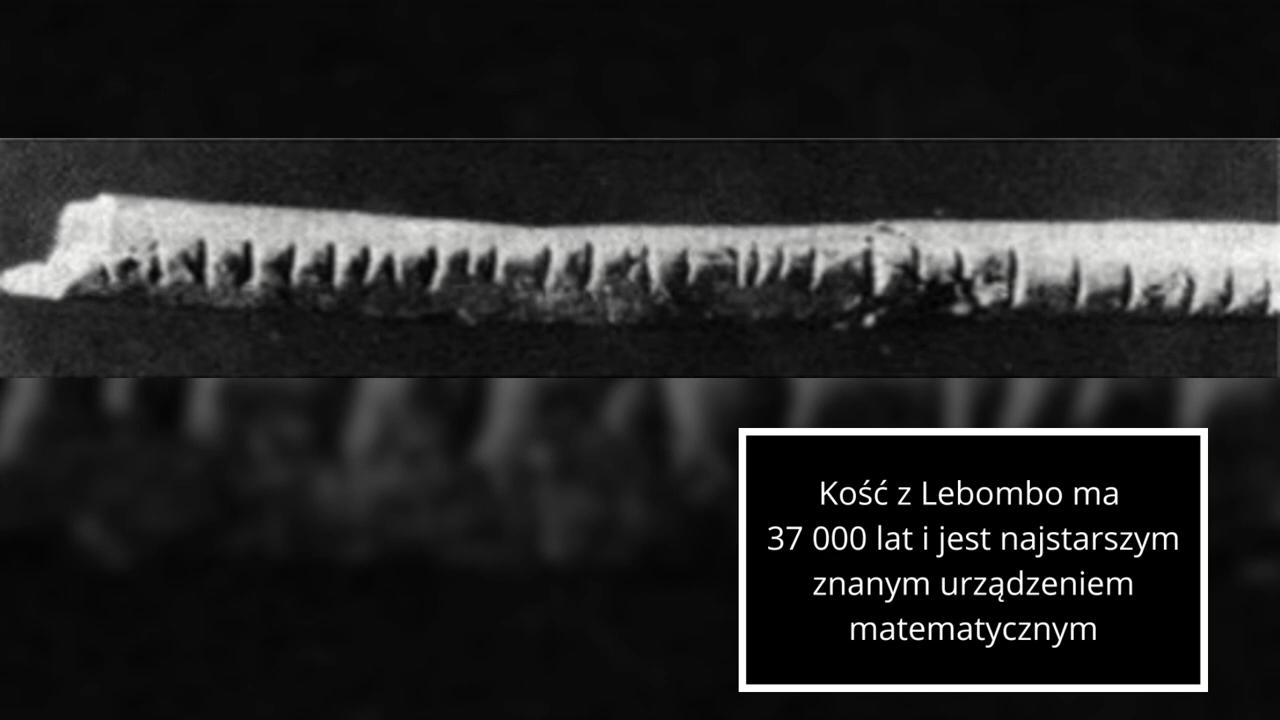 Kość z Lebombo ma
37 000 lat i jest najstarszym
znanym urządzeniem
matematycznym